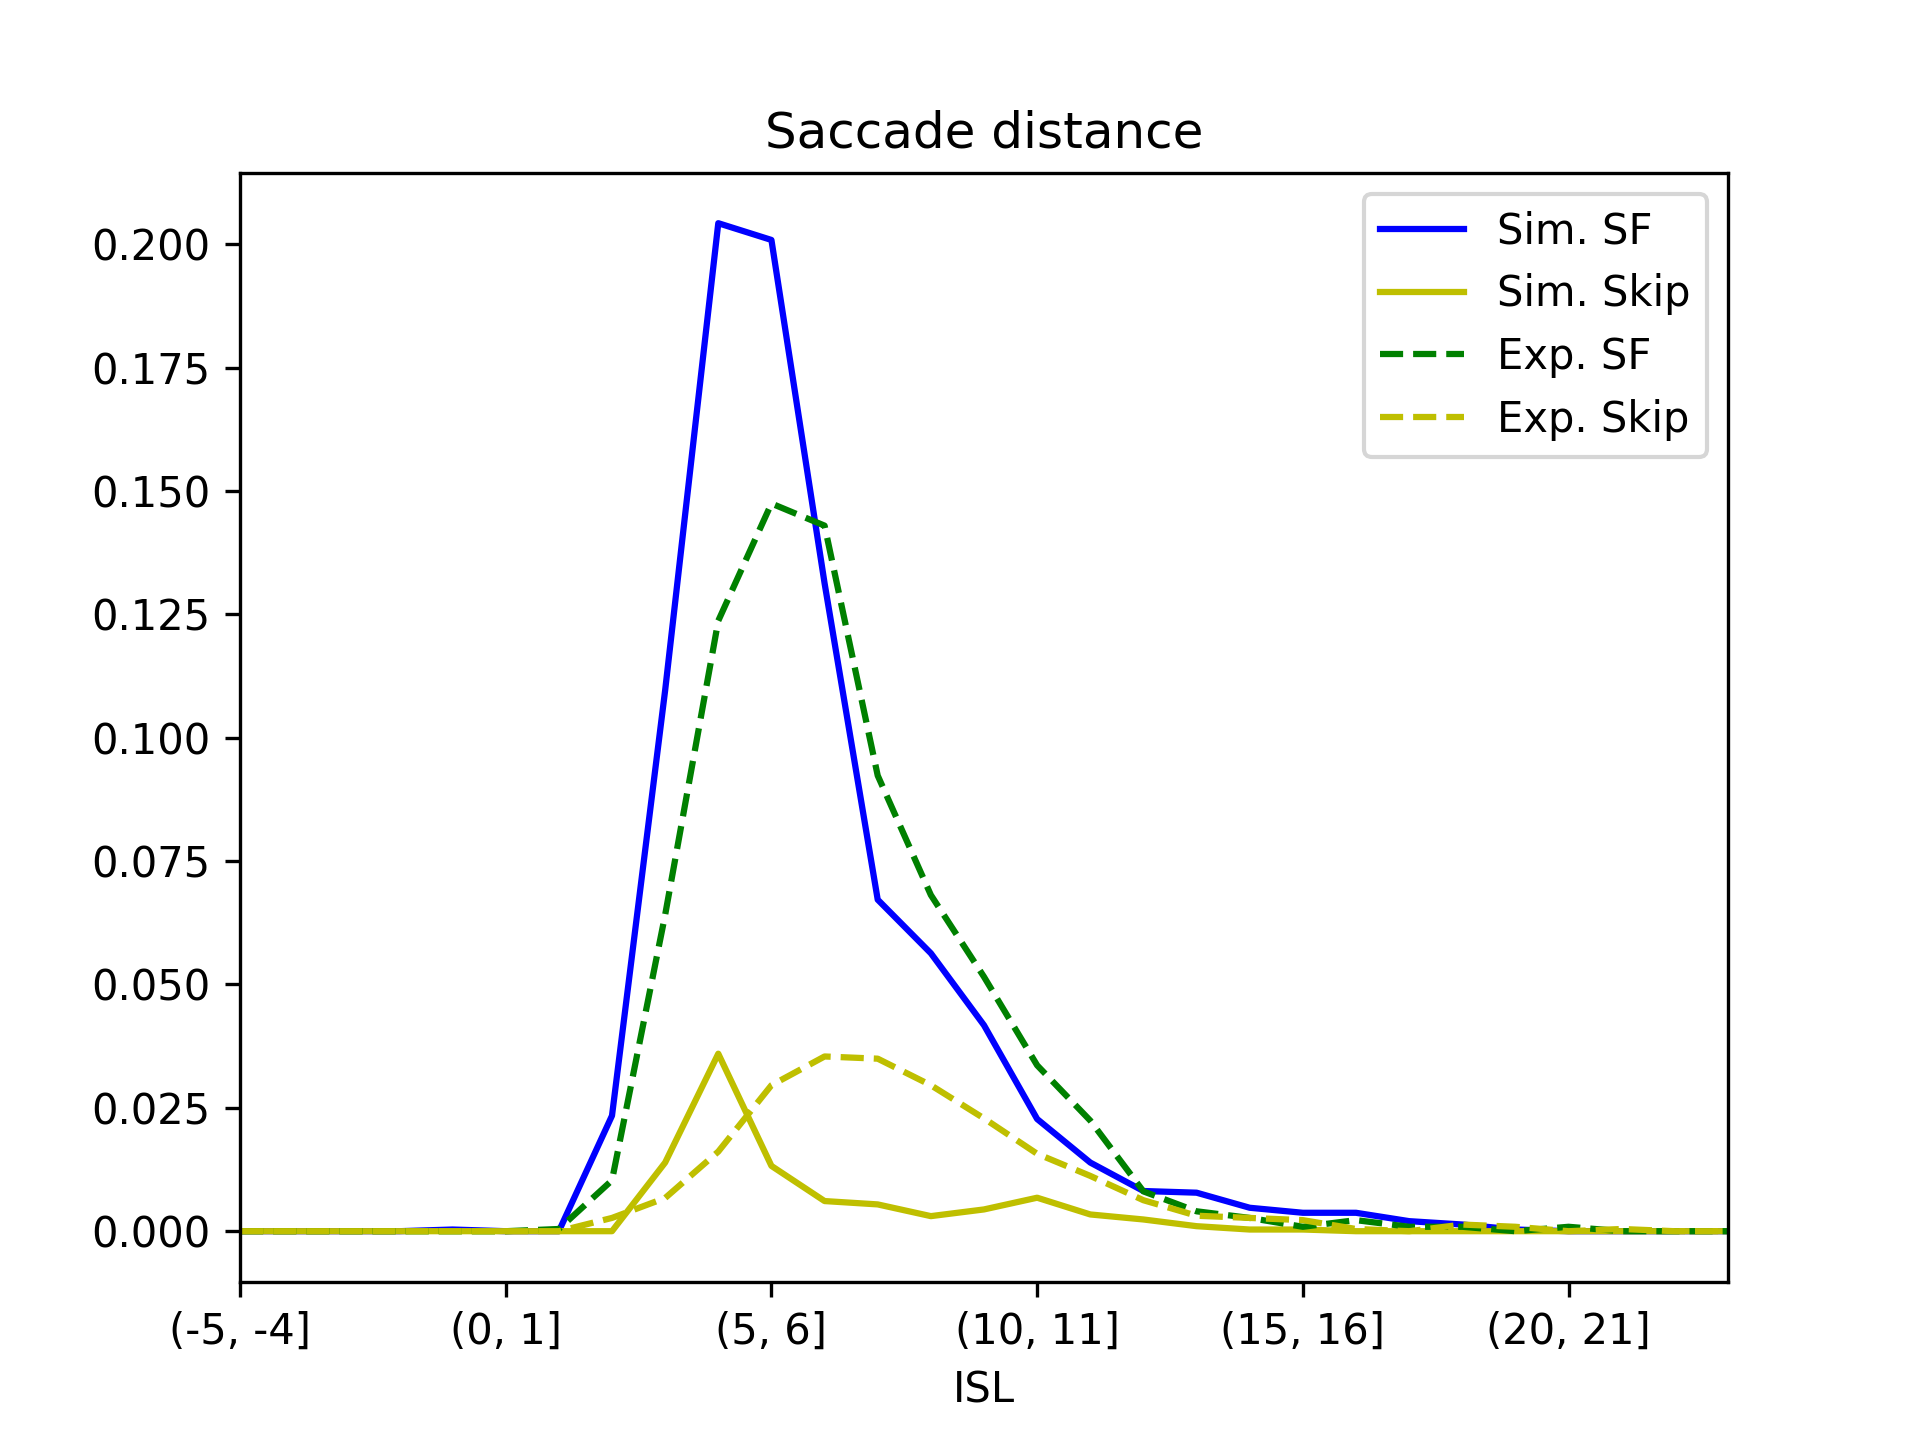 Saccade distance
Sim. SF
Sim. Skip
Exp. SF
Exp. Skip
0.200
0.175
0.150
0.125
0.100
0.075
0.050
0.025
0.000
(-5, -4]
(0, 1]
(5, 6]
(10, 11]
(15, 16]
(20, 21]
ISL